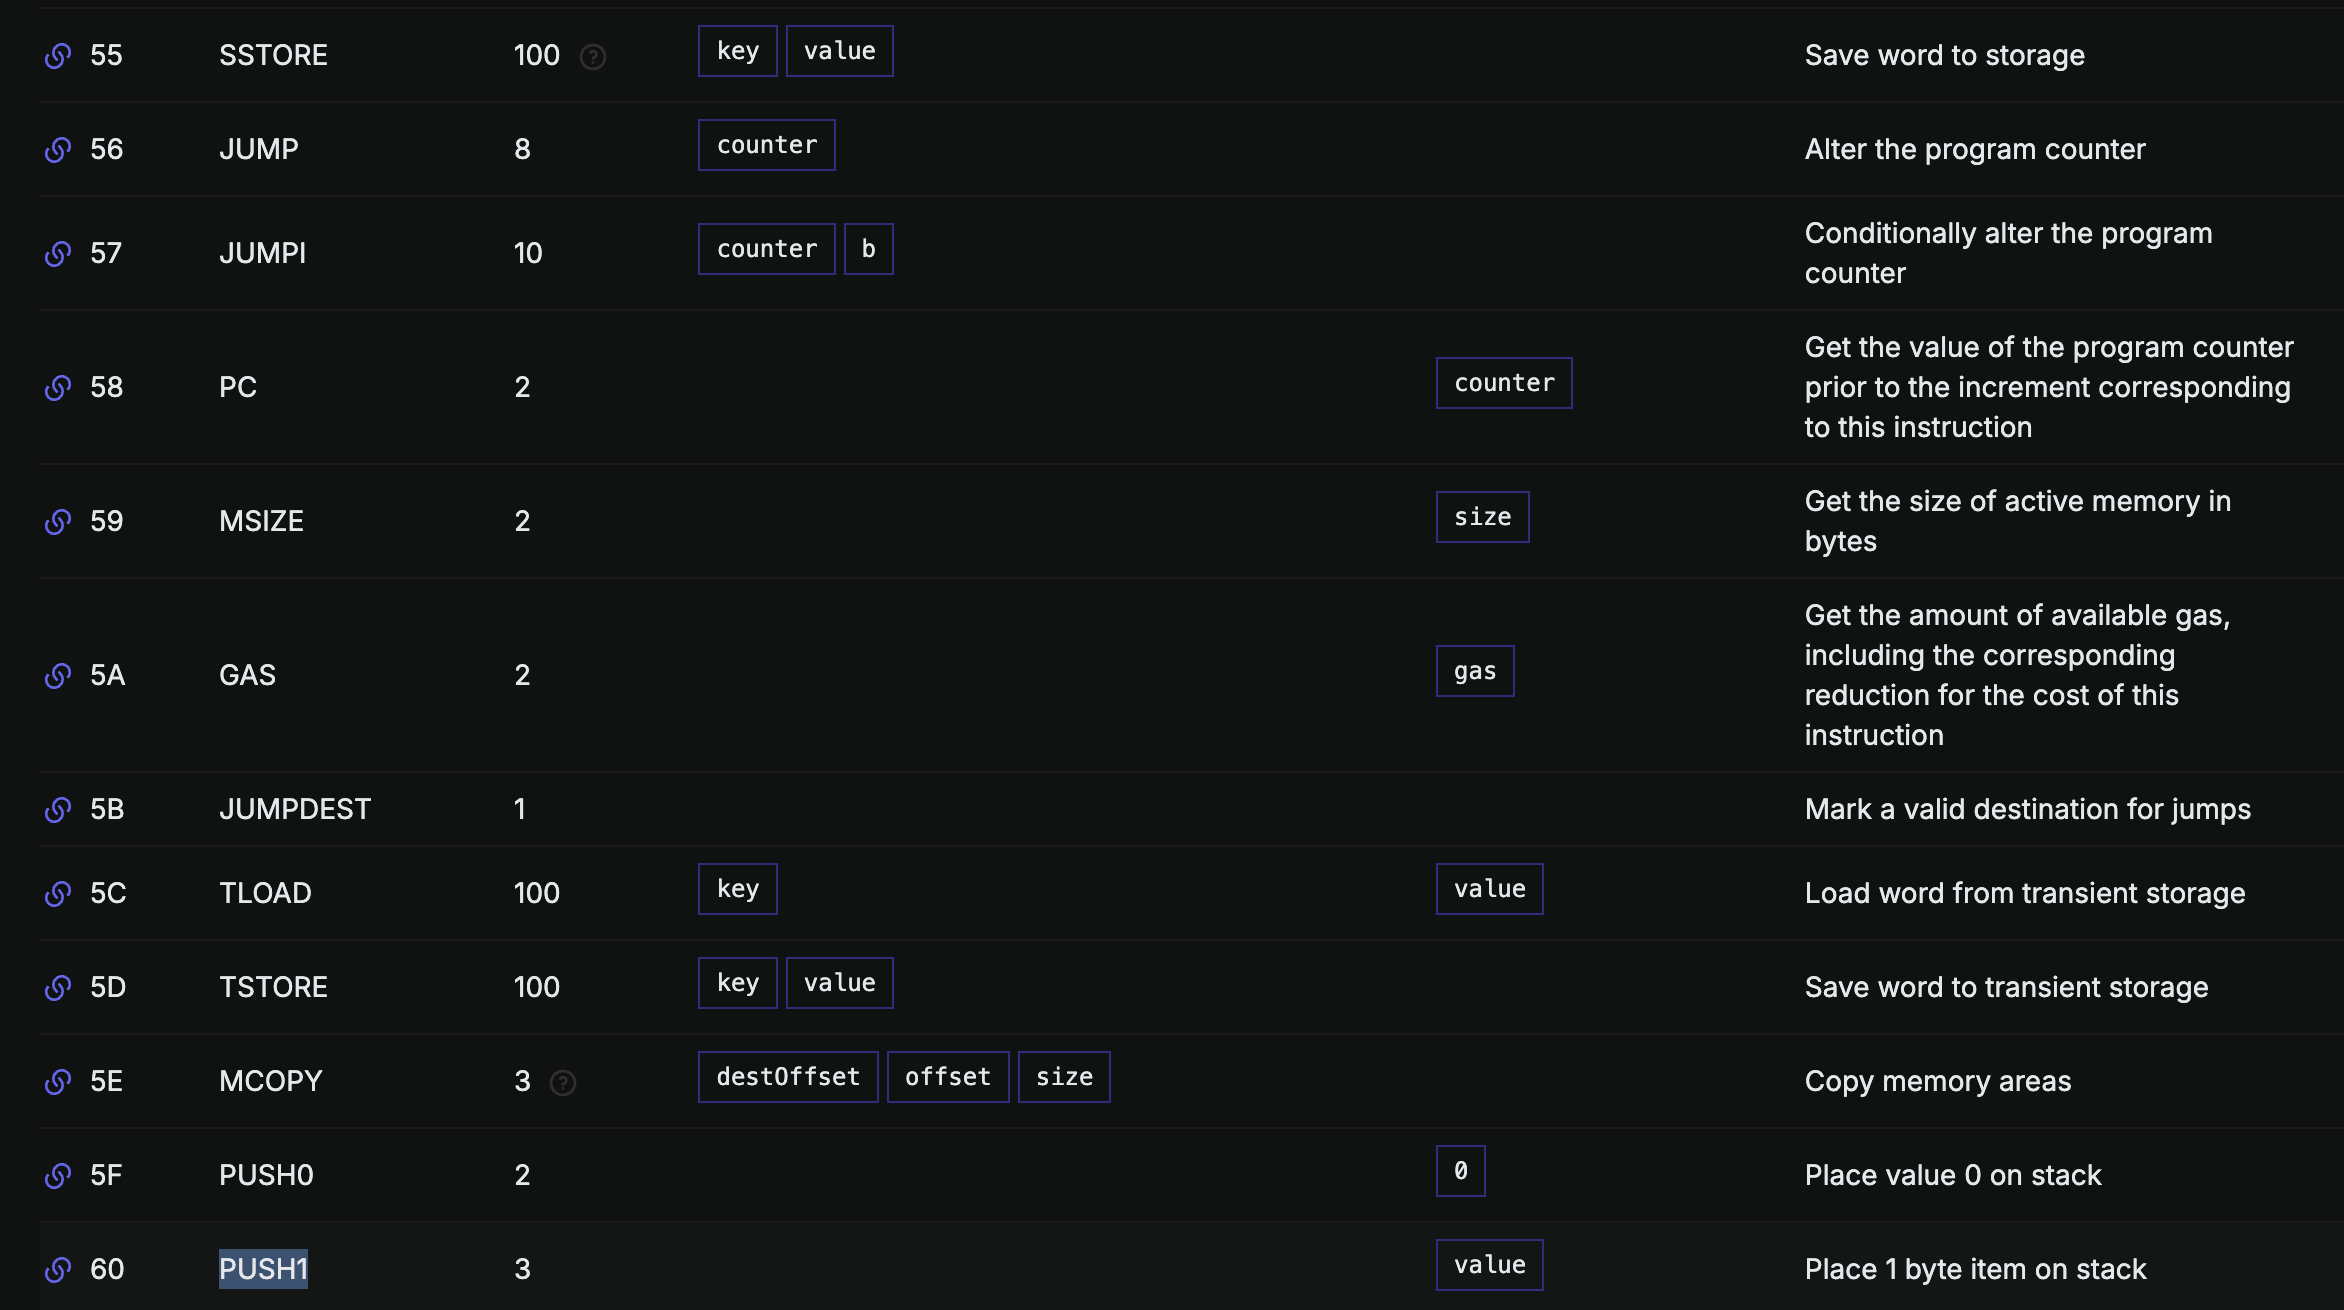 55 SSTORE 100 ? key value Save word to storage
56 JUMP 8 counter Alter the program counter
57 JUMPI 10 counter b Conditionally alter the program
counter
58 PC 2 counter Get the value of the program counter
prior to the increment corresponding
to this instruction
59 MSIZE 2 size Get the size of active memory in
bytes
5A GAS 2 gas Get the amount of available gas,
including the corresponding
reduction for the cost of this
instruction
5B JUMPDEST 1 Mark a valid destination for jumps
5C TLOAD 100 key value Load word from transient storage
5D TSTORE 100 key value Save word to transient storage
5E MCOPY 3 ? destOffset offset size Copy memory areas
5F PUSH0 2 0 Place value 0 on stack
60 PUSH1 3 value Place 1 byte item on stack